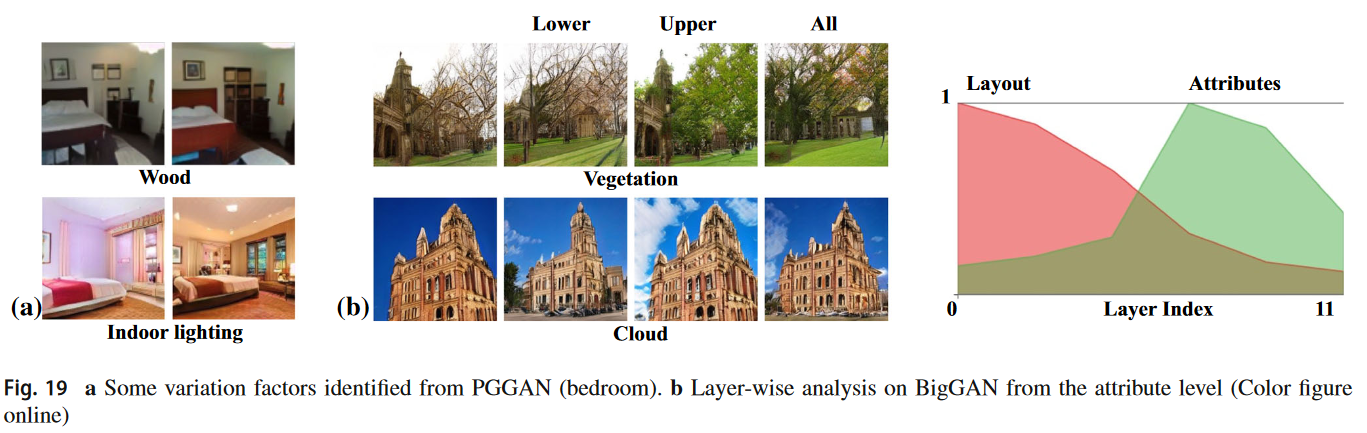 Lower Upper All
Layout Attributes
1
Wood
Vegetation
(a)
Indoor lighting
(b)
Cloud
0 Layer Index 11
Fig. 19 a Some variation factors identified from PGGAN (bedroom). b Layer-wise analysis on BigGAN from the attribute level (Color figure
online)